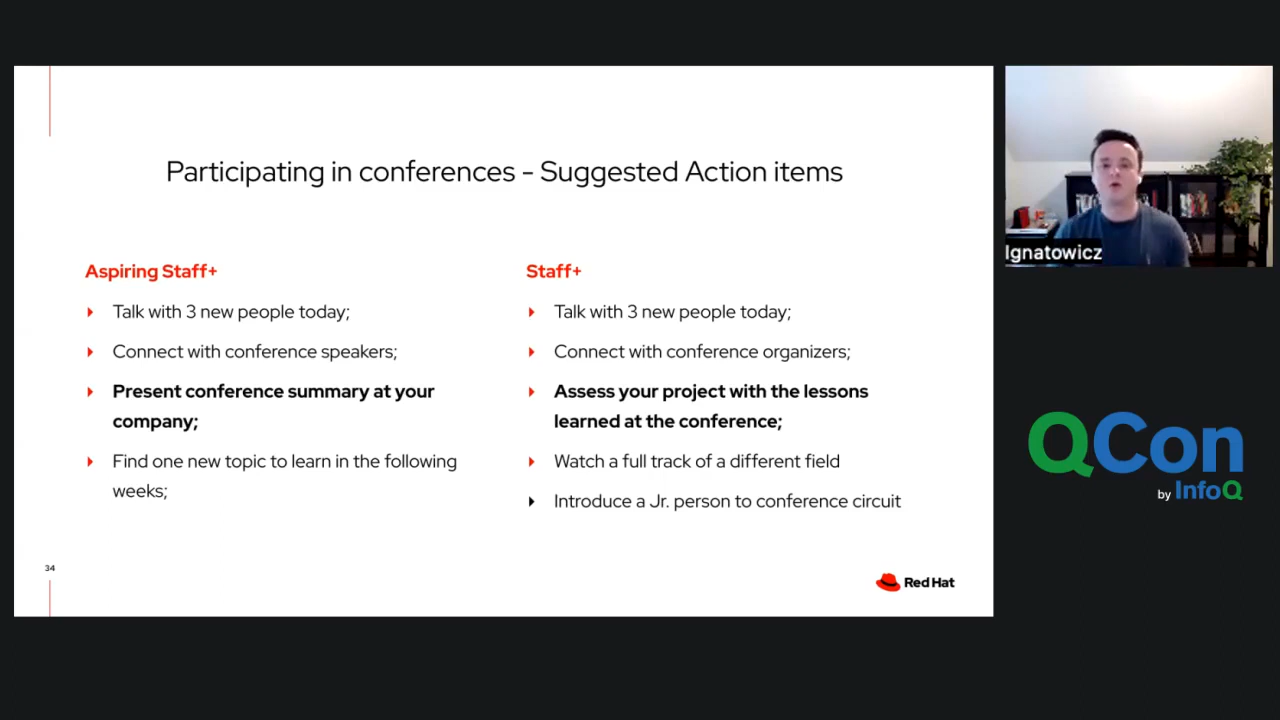 Participating in conferences - Suggested Action items
Aspiring Staff+
Talk with 3 new people today;
Connect with conference speakers;
Present conference summary at your
company;
Find one new topic to learn in the following
weeks;
Staff+
Talk with 3 new people today;
Connect with conference organizers;
Assess your project with the lessons
learned at the conference;
Watch a full track of a different field
Introduce a Jr. person to conference circuit
34
Red Hat
Ignatowicz
QCon
by InfoQ